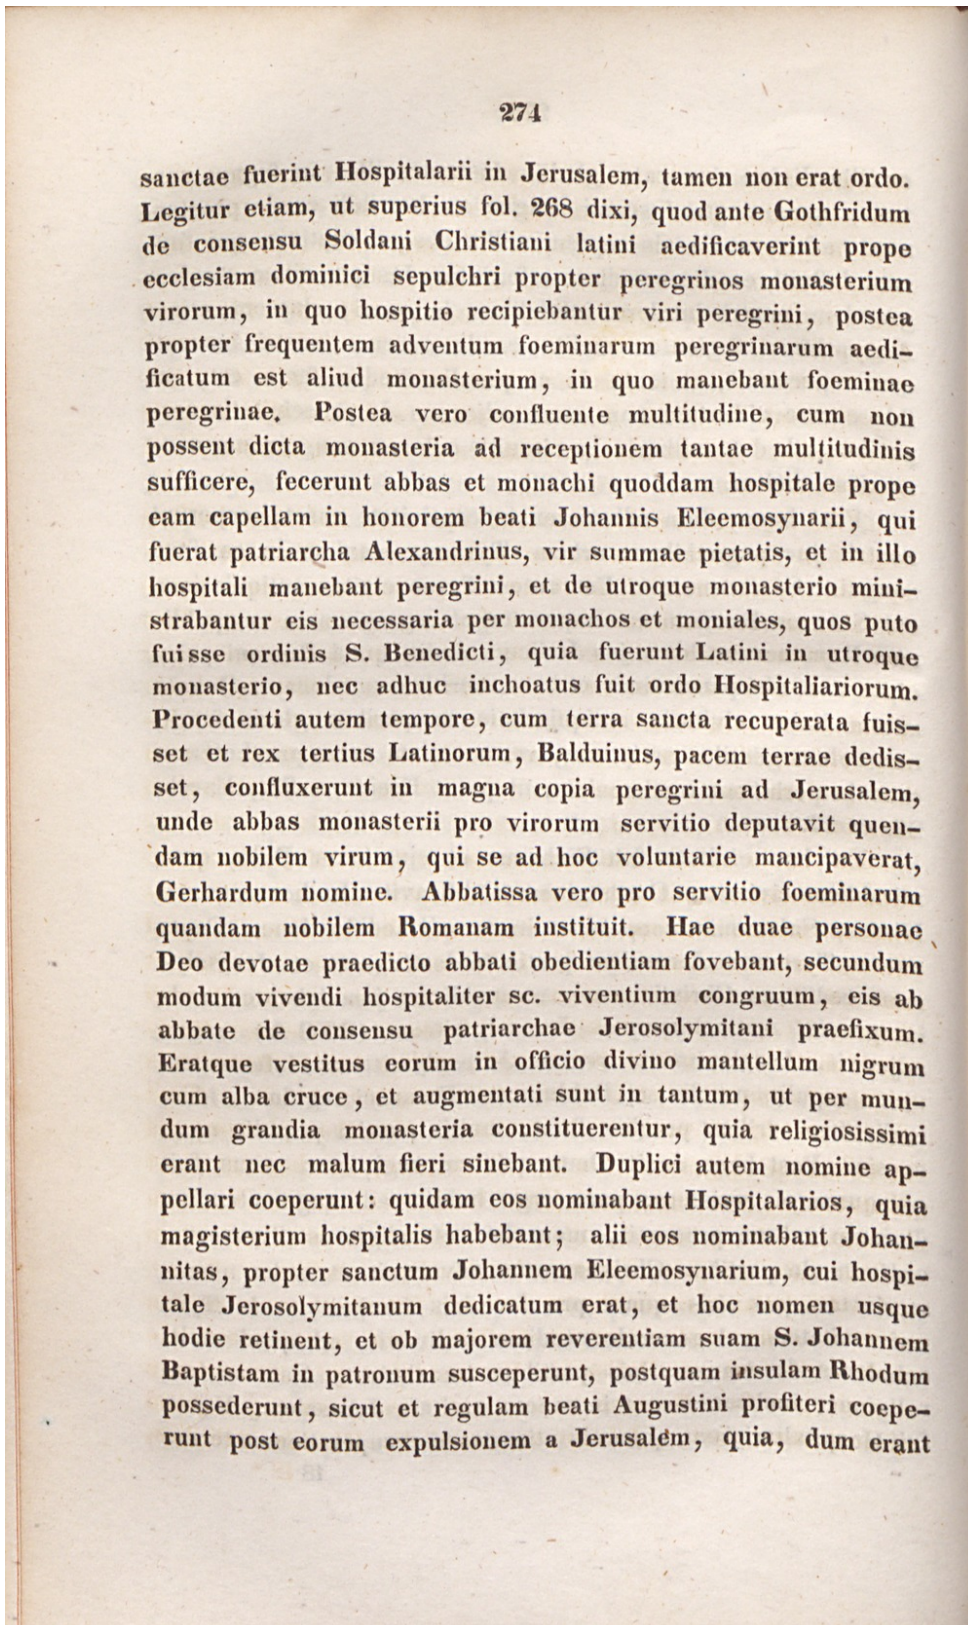 274
sanctae fuerint Hospitalarii in Jerusalem, tamen non erat ordo.
Legitur etiam, ut superius fol. 268 dixi, quod ante Gothfridum
de consensu Soldani Christiani latini aedificaverint prope
ecclesiam dominici sepulchri propter peregrinos monasterium
virorum, in quo hospitio recipiebantur viri peregrini, postea
propter frequentem adventum foeminarum peregrinarum aedi-
ficatum est aliud monasterium, in quo manebant foeminae
peregrinae. Postea vero confluente multitudine, cum non
possent dicta monasteria ad receptionem tantae multitudinis
sufficere, fecerunt abbas et monachi quoddam hospitale prope
eam capellam in honorem beati Johannis Eleemosynarii, qui
fuerat patriarcha Alexandrinus, vir summae pietatis, et in illo
hospitali manebant peregrini, et de utroque monasterio mini-
strabantur eis necessaria per monachos et moniales, quos puto
fuisse ordinis S. Benedicti, quia fuerunt Latini in utroque
monasterio, nec adhuc inchoatus fuit ordo Hospitaliariorum.
Procedenti autem tempore, cum terra sancta recuperata fuis-
set et rex tertius Latinorum, Balduinus, pacem terrae dedis-
set, confluxerunt in magna copia peregrini ad Jerusalem,
unde abbas monasterii pro virorum servitio deputavit quen-
dam nobilem virum, qui se ad hoc voluntarie mancipaverat,
Gerhardum nomine. Abbatissa vero pro servitio foeminarum
quandam nobilem Romanam instituit. Hae duae personae
Deo devotae praedicto abbati obedientiam fovebant, secundum
modum vivendi hospitaliter sc. viventium congruum, eis ab
abbate de consensu patriarchae Jerosolymitani praefixum.
Eratque vestitus eorum in officio divino mantellum nigrum
cum alba cruce, et augmentati sunt in tantum, ut per mun-
dum grandia monasteria constituerentur, quia religiosissimi
erant nec malum fieri sinebant. Duplici autem nomine ap-
pellari coeperunt: quidam eos nominabant Hospitalarios, quia
magisterium hospitalis habebant; alii eos nominabant Johan-
nitas, propter sanctum Johannem Eleemosynarium, cui hospi-
tale Jerosolymitanum dedicatum erat, et hoc nomen usque
hodie retinent, et ob majorem reverentiam suam S. Johannem
Baptistam in patronum susceperunt, postquam insulam Rhodum
possederunt, sicut et regulam beati Augustini profiteri coepe-
runt post eorum expulsionem a Jerusalem, quia, dum erant